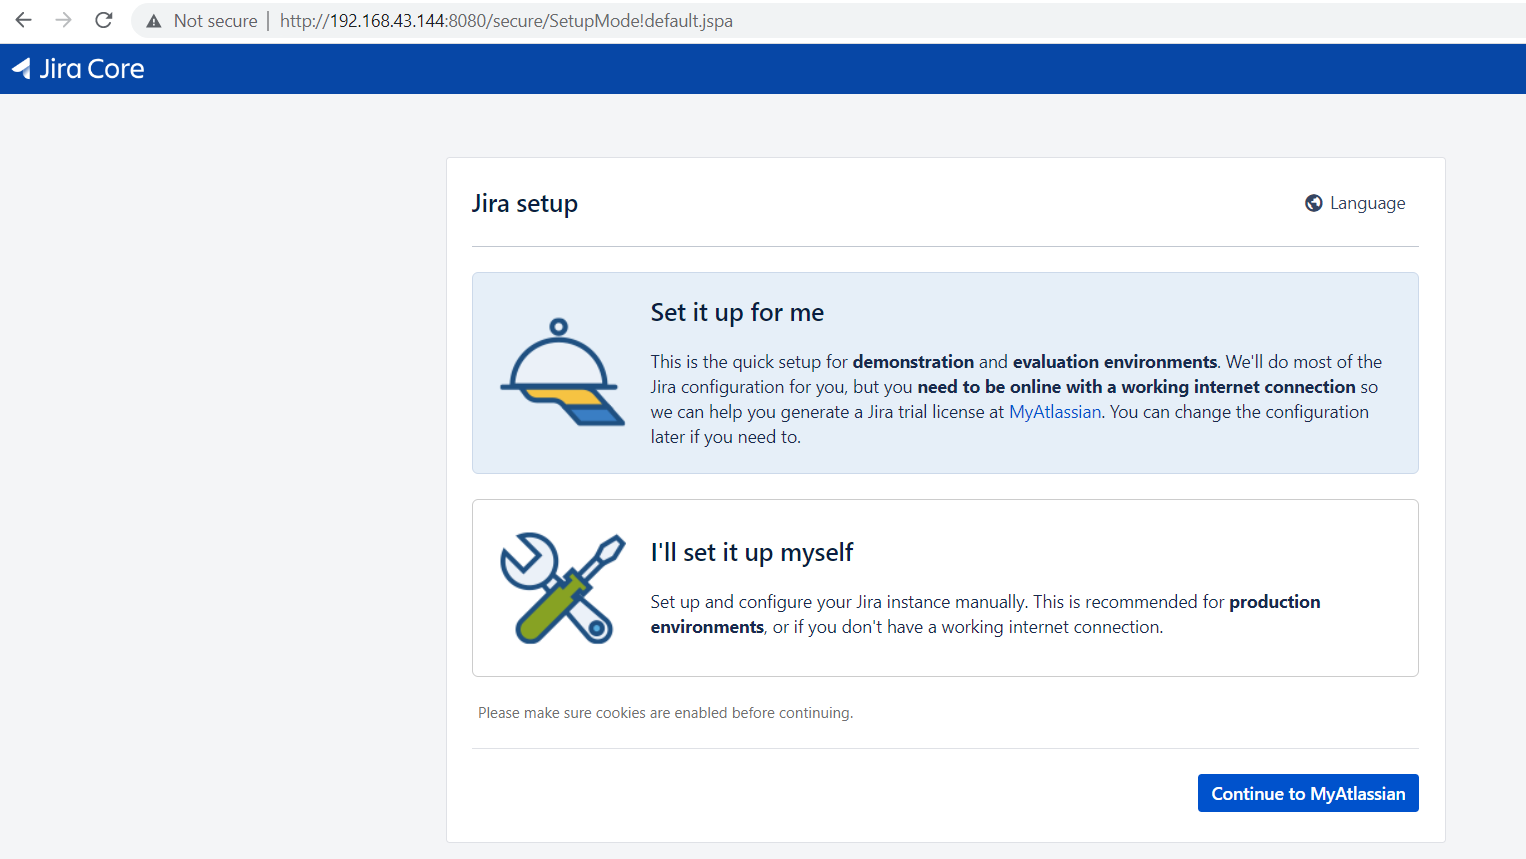 Not secure | http://192.168.43.144:8080/secure/SetupMode!default.jspa
Jira Core
Jira setup
Language
Set it up for me
This is the quick setup for demonstration and evaluation environments. We'll do most of the
Jira configuration for you, but you need to be online with a working internet connection so
we can help you generate a Jira trial license at MyAtlassian. You can change the configuration
later if you need to.
I'll set it up myself
Set up and configure your Jira instance manually. This is recommended for production
environments, or if you don't have a working internet connection.
Please make sure cookies are enabled before continuing.
Continue to MyAtlassian